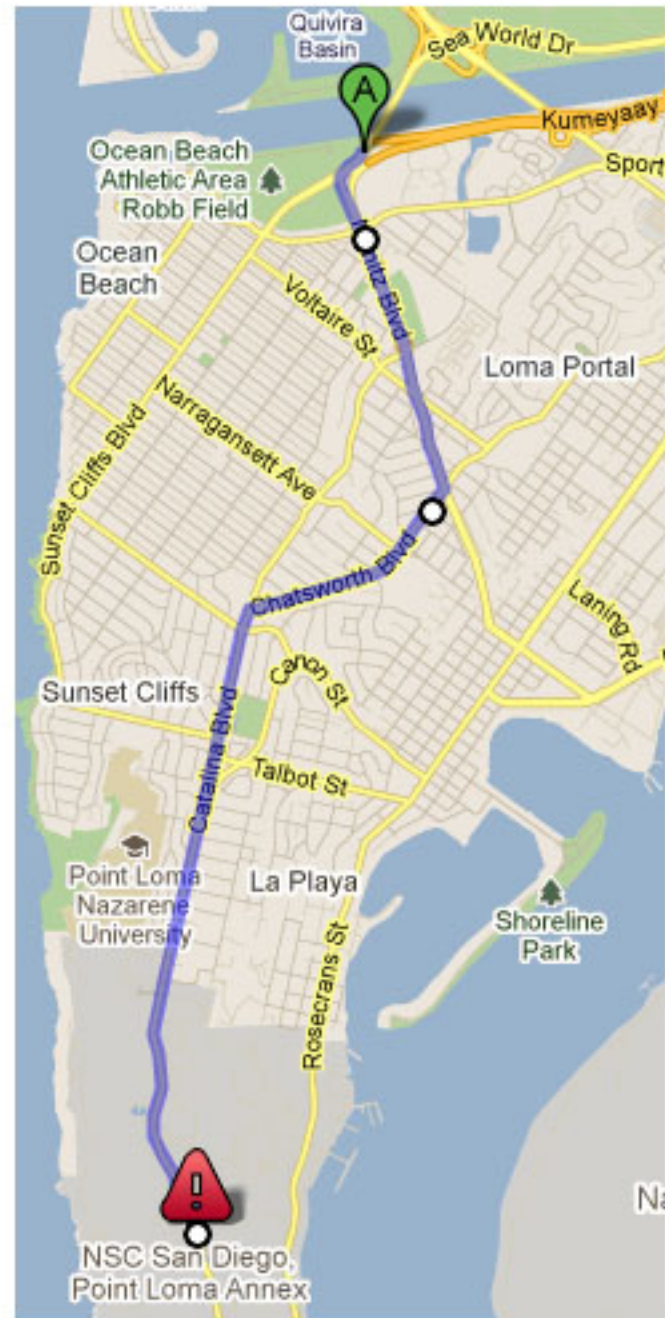 Quivira
Basin
Sea World Dr
A
Kumeyaay
Ocean Beach
Athletic Area
Robb Field
Sport
Ocean
Beach
Blvd
Voltaire St
Loma Portal
Narragansett Ave
Sunset Cliffs Blvd
Chatsworth Blvd
Laning Rd
Canon St
Sunset Cliffs
Catalina Blvd
Talbot St
Point Loma
Nazarene
University
La Playa
Shoreline
Park
Rosecrans St
!
Na
NSC San Diego,
Point Loma Annex